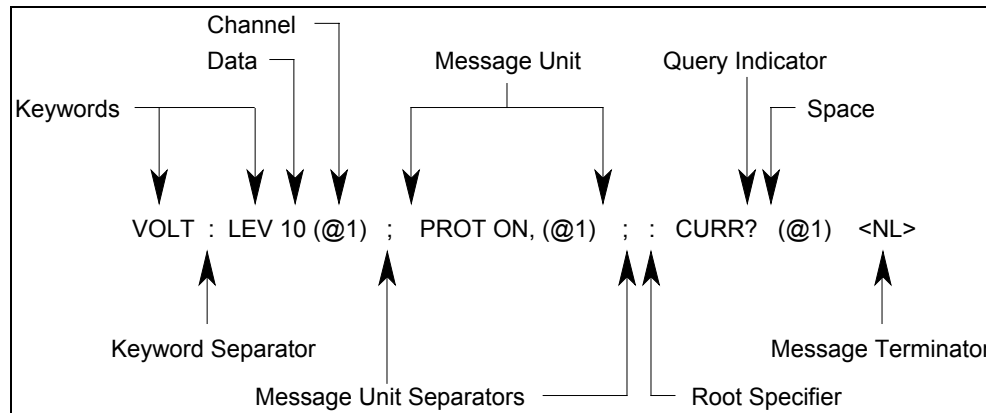 Channel
Data Message Unit Query Indicator
Keywords Space
VOLT : LEV 10 (@1) ; PROT ON, (@1) ; : CURR? (@1) <NL>
Keyword Separator Message Terminator
Message Unit Separators Root Specifier